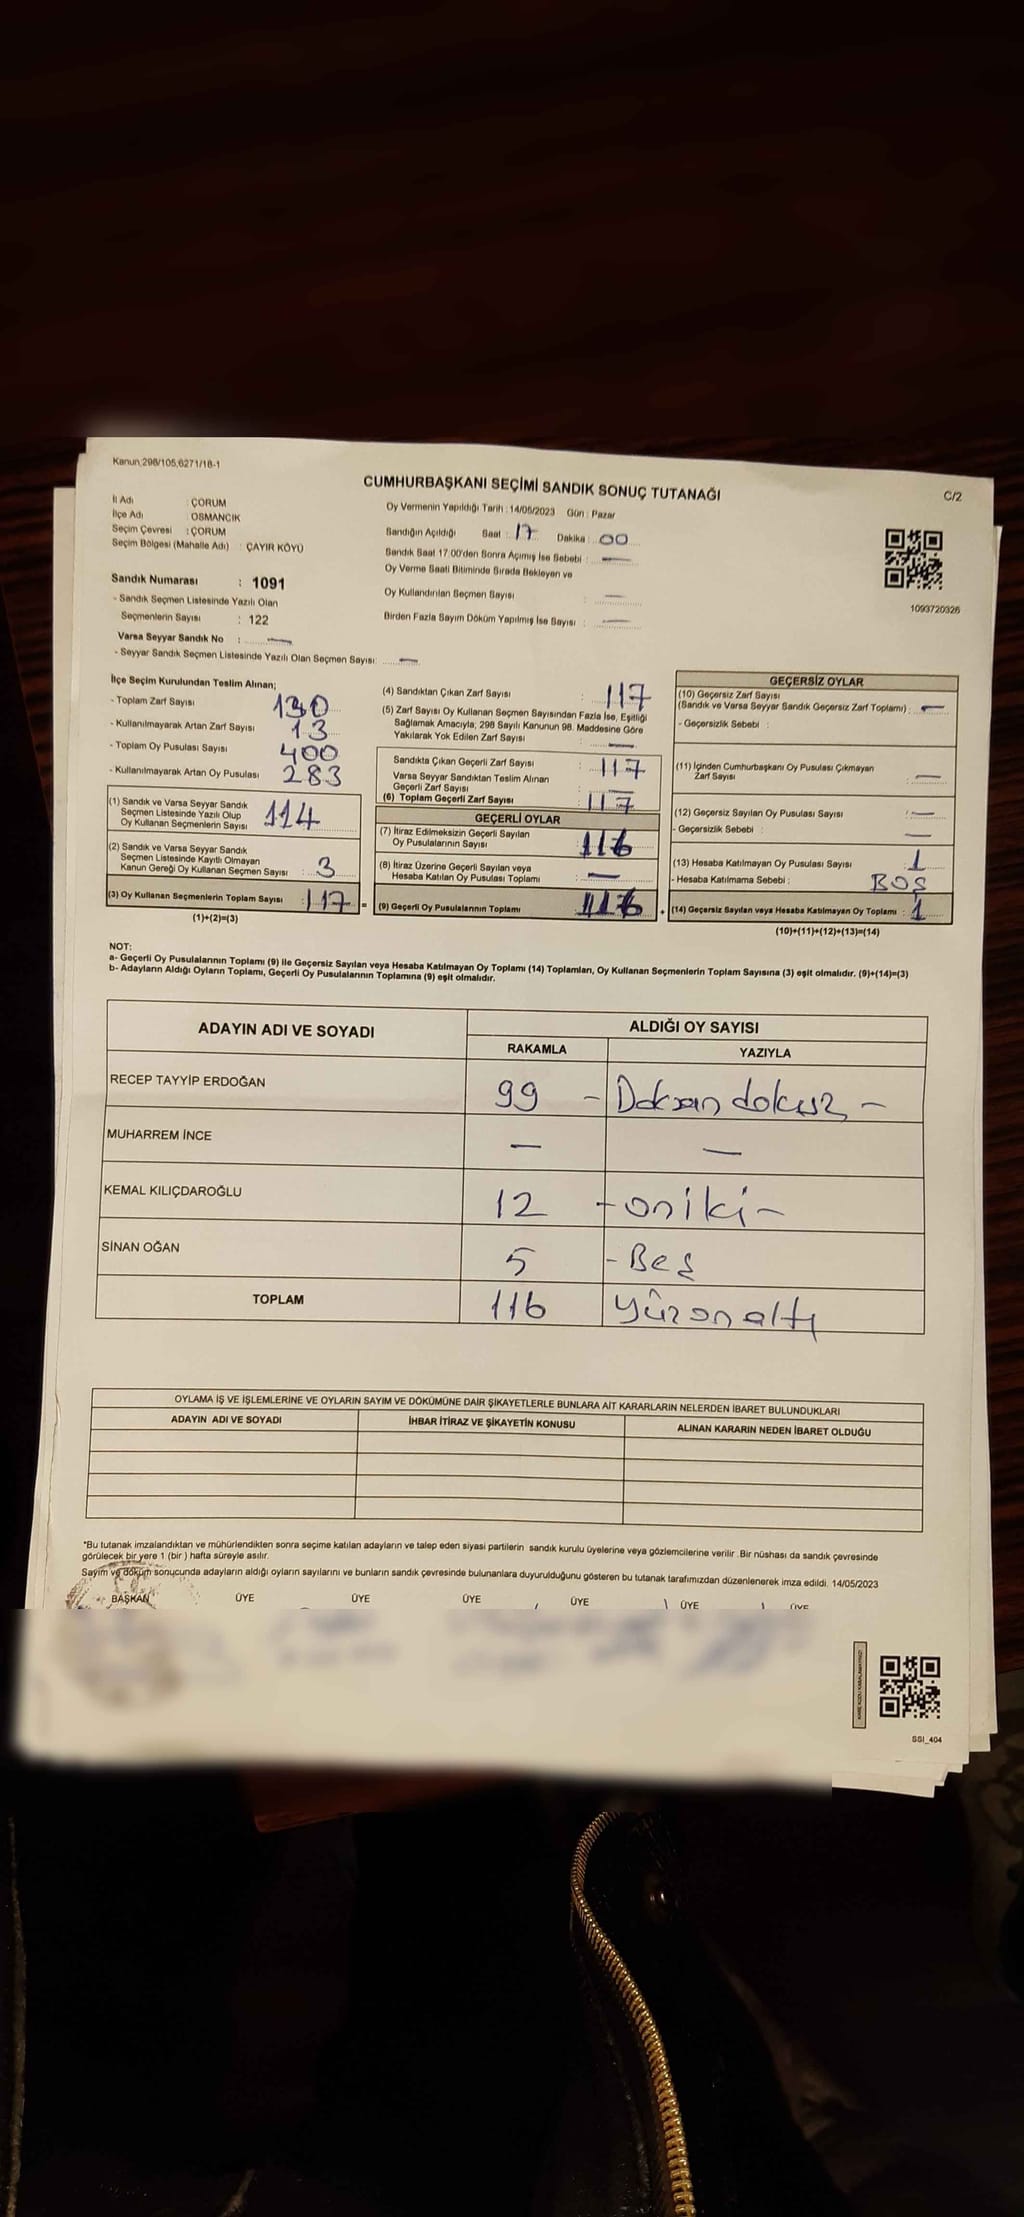 Kanun;298/105,6271/18-1
CUMHURBAŞKANI SEÇİMİ SANDIK SONUÇ TUTANAĞI
C/2
İl Adı : ÇORUM
İlçe Adı : OSMANCIK
Seçim Çevresi : ÇORUM
Seçim Bölgesi (Mahalle Adı) : ÇAYIR KÖYÜ
Sandık Numarası : 1091
- Sandık Seçmen Listesinde Yazılı Olan
Seçmenlerin Sayısı : 122
Varsa Seyyar Sandık No : —
- Seyyar Sandık Seçmen Listesinde Yazılı Olan Seçmen Sayısı: —
Oy Vermenin Yapıldığı Tarih : 14/05/2023 Gün : Pazar
Sandığın Açıldığı Saat : 17 Dakika : 00
Sandık Saat 17.00'den Sonra Açımış İse Sebebi : —
Oy Verme Saati Bitiminde Sırada Bekleyen ve
Oy Kullandırılan Seçmen Sayısı : —
Birden Fazla Sayım Döküm Yapılmış İse Sayısı : —
1093720326
İlçe Seçim Kurulundan Teslim Alınan;
- Toplam Zarf Sayısı 130
- Kullanılmayarak Artan Zarf Sayısı 13
- Toplam Oy Pusulası Sayısı 400
- Kullanılmayarak Artan Oy Pusulası 283
(1) Sandık ve Varsa Seyyar Sandık
Seçmen Listesinde Yazılı Olup
Oy Kullanan Seçmenlerin Sayısı 114
(2) Sandık ve Varsa Seyyar Sandık
Seçmen Listesinde Kayıtlı Olmayan
Kanun Gereği Oy Kullanan Seçmen Sayısı : 3
(3) Oy Kullanan Seçmenlerin Toplam Sayısı : 117 =
(1)+(2)=(3)
(4) Sandıktan Çıkan Zarf Sayısı : 117
(5) Zarf Sayısı Oy Kullanan Seçmen Sayısından Fazla İse, Eşitliği
Sağlamak Amacıyla; 298 Sayılı Kanunun 98. Maddesine Göre
Yakılarak Yok Edilen Zarf Sayısı : —
Sandıkta Çıkan Geçerli Zarf Sayısı : 117
Varsa Seyyar Sandıktan Teslim Alınan
Geçerli Zarf Sayısı
(6) Toplam Geçerli Zarf Sayısı : 117
GEÇERLİ OYLAR
(7) İtiraz Edilmeksizin Geçerli Sayılan
Oy Pusulalarının Sayısı : 116
(8) İtiraz Üzerine Geçerli Sayılan veya
Hesaba Katılan Oy Pusulası Toplamı : —
(9) Geçerli Oy Pusulalarının Toplamı 116 +
GEÇERSİZ OYLAR
(10) Geçersiz Zarf Sayısı
(Sandık ve Varsa Seyyar Sandık Geçersiz Zarf Toplamı) : —
- Geçersizlik Sebebi :
(11) İçinden Cumhurbaşkanı Oy Pusulası Çıkmayan
Zarf Sayısı : —
(12) Geçersiz Sayılan Oy Pusulası Sayısı : —
- Geçersizlik Sebebi : —
(13) Hesaba Katılmayan Oy Pusulası Sayısı : 1
- Hesaba Katılmama Sebebi : BOŞ
(14) Geçersiz Sayılan veya Hesaba Katılmayan Oy Toplamı : 1
(10)+(11)+(12)+(13)=(14)
NOT:
a- Geçerli Oy Pusulalarının Toplamı (9) ile Geçersiz Sayılan veya Hesaba Katılmayan Oy Toplamı (14) Toplamları, Oy Kullanan Seçmenlerin Toplam Sayısına (3) eşit olmalıdır. (9)+(14)=(3)
b- Adayların Aldığı Oyların Toplamı, Geçerli Oy Pusulalarının Toplamına (9) eşit olmalıdır.
ADAYIN ADI VE SOYADI ALDIĞI OY SAYISI
RAKAMLA YAZIYLA
RECEP TAYYİP ERDOĞAN 99 - Doksan dokuz -
MUHARREM İNCE — —
KEMAL KILIÇDAROĞLU 12 - oniki -
SİNAN OĞAN 5 - Beş
TOPLAM 116 yüzonaltı
OYLAMA İŞ VE İŞLEMLERİNE VE OYLARIN SAYIM VE DÖKÜMÜNE DAİR ŞİKAYETLERLE BUNLARA AİT KARARLARIN NELERDEN İBARET BULUNDUKLARI
ADAYIN ADI VE SOYADI İHBAR İTİRAZ VE ŞİKAYETİN KONUSU ALINAN KARARIN NEDEN İBARET OLDUĞU
*Bu tutanak imzalandıktan ve mühürlendikten sonra seçime katılan adayların ve talep eden siyasi partilerin sandık kurulu üyelerine veya gözlemcilerine verilir. Bir nüshası da sandık çevresinde
görülecek bir yere 1 (bir ) hafta süreyle asılır.
Sayım ve döküm sonucunda adayların aldığı oyların sayılarını ve bunların sandık çevresinde bulunanlara duyurulduğunu gösteren bu tutanak tarafımızdan düzenlenerek imza edildi. 14/05/2023
BAŞKAN ÜYE ÜYE ÜYE ÜYE ÜYE ÜYE
SSI_404